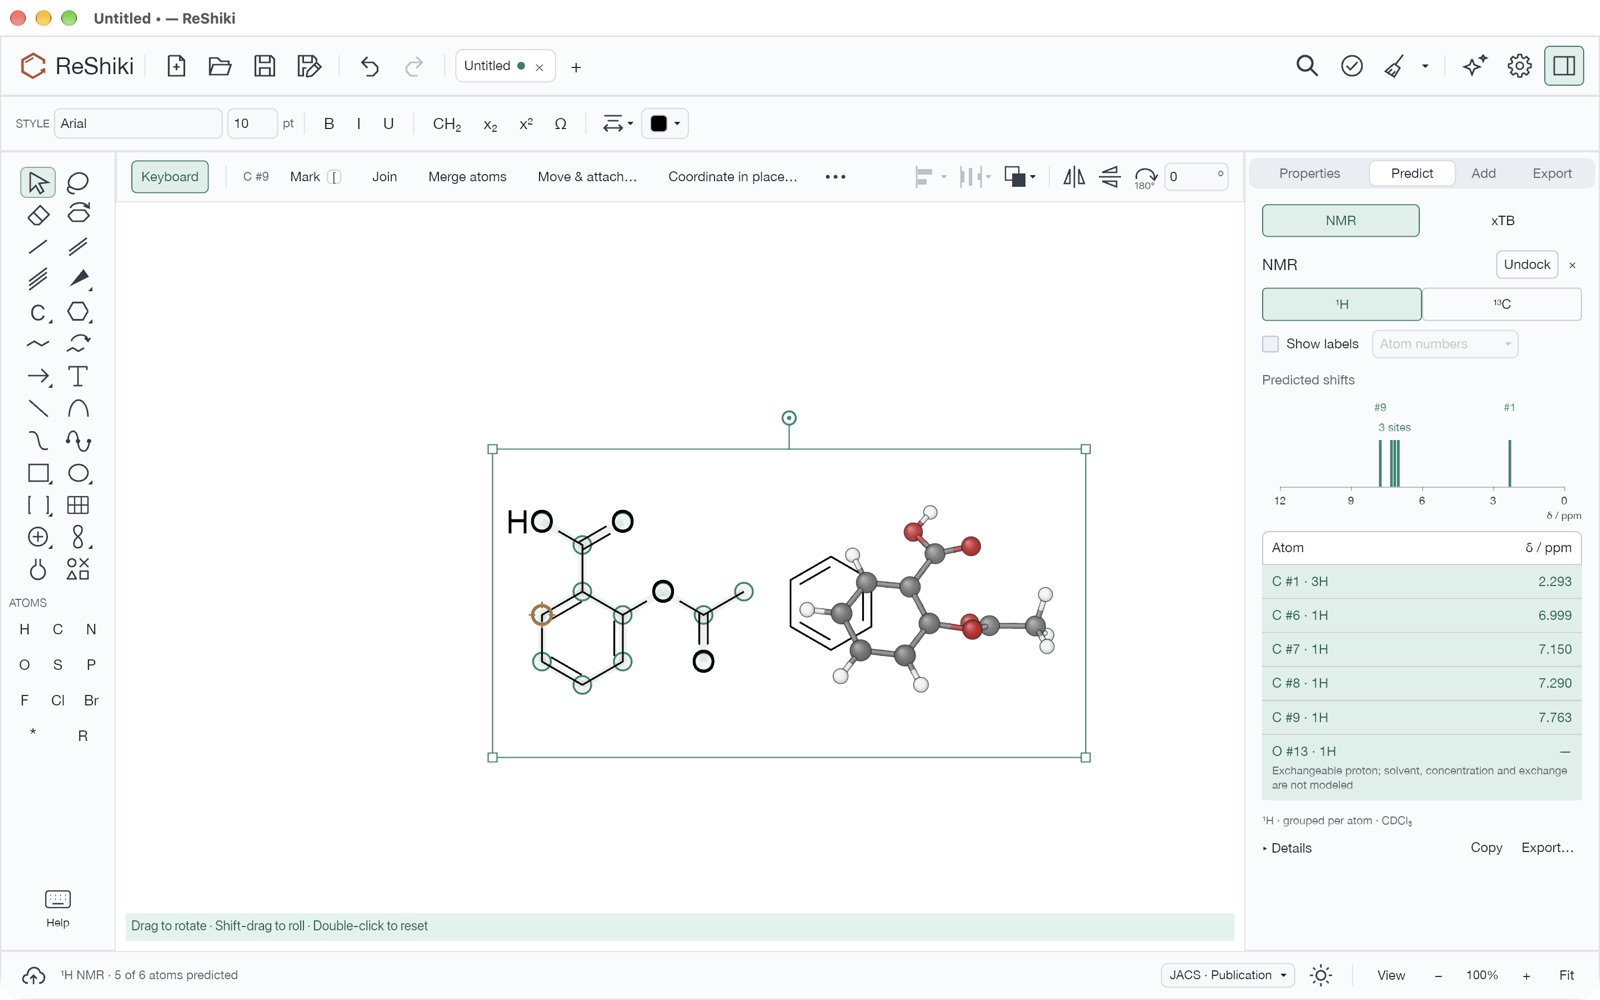 Untitled • — ReShiki
ReShiki
Untitled
STYLE Arial 10 pt B I U CH₂ x₂ x² Ω
Keyboard C #9 Mark [ Join Merge atoms Move & attach... Coordinate in place... 180° 0 °
Properties Predict Add Export
NMR xTB
NMR Undock ×
¹H ¹³C
Show labels Atom numbers
Predicted shifts
#9 #1
3 sites
12 9 6 3 0
δ / ppm
Atom δ / ppm
C #1 · 3H 2.293
C #6 · 1H 6.999
C #7 · 1H 7.150
C #8 · 1H 7.290
C #9 · 1H 7.763
O #13 · 1H —
Exchangeable proton; solvent, concentration and exchange
are not modeled
¹H · grouped per atom · CDCl₃
Details Copy Export...
C
T
ATOMS
H C N
O S P
F Cl Br
* R
Help
HO O
O
O
Drag to rotate · Shift-drag to roll · Double-click to reset
¹H NMR · 5 of 6 atoms predicted
JACS · Publication View − 100% + Fit